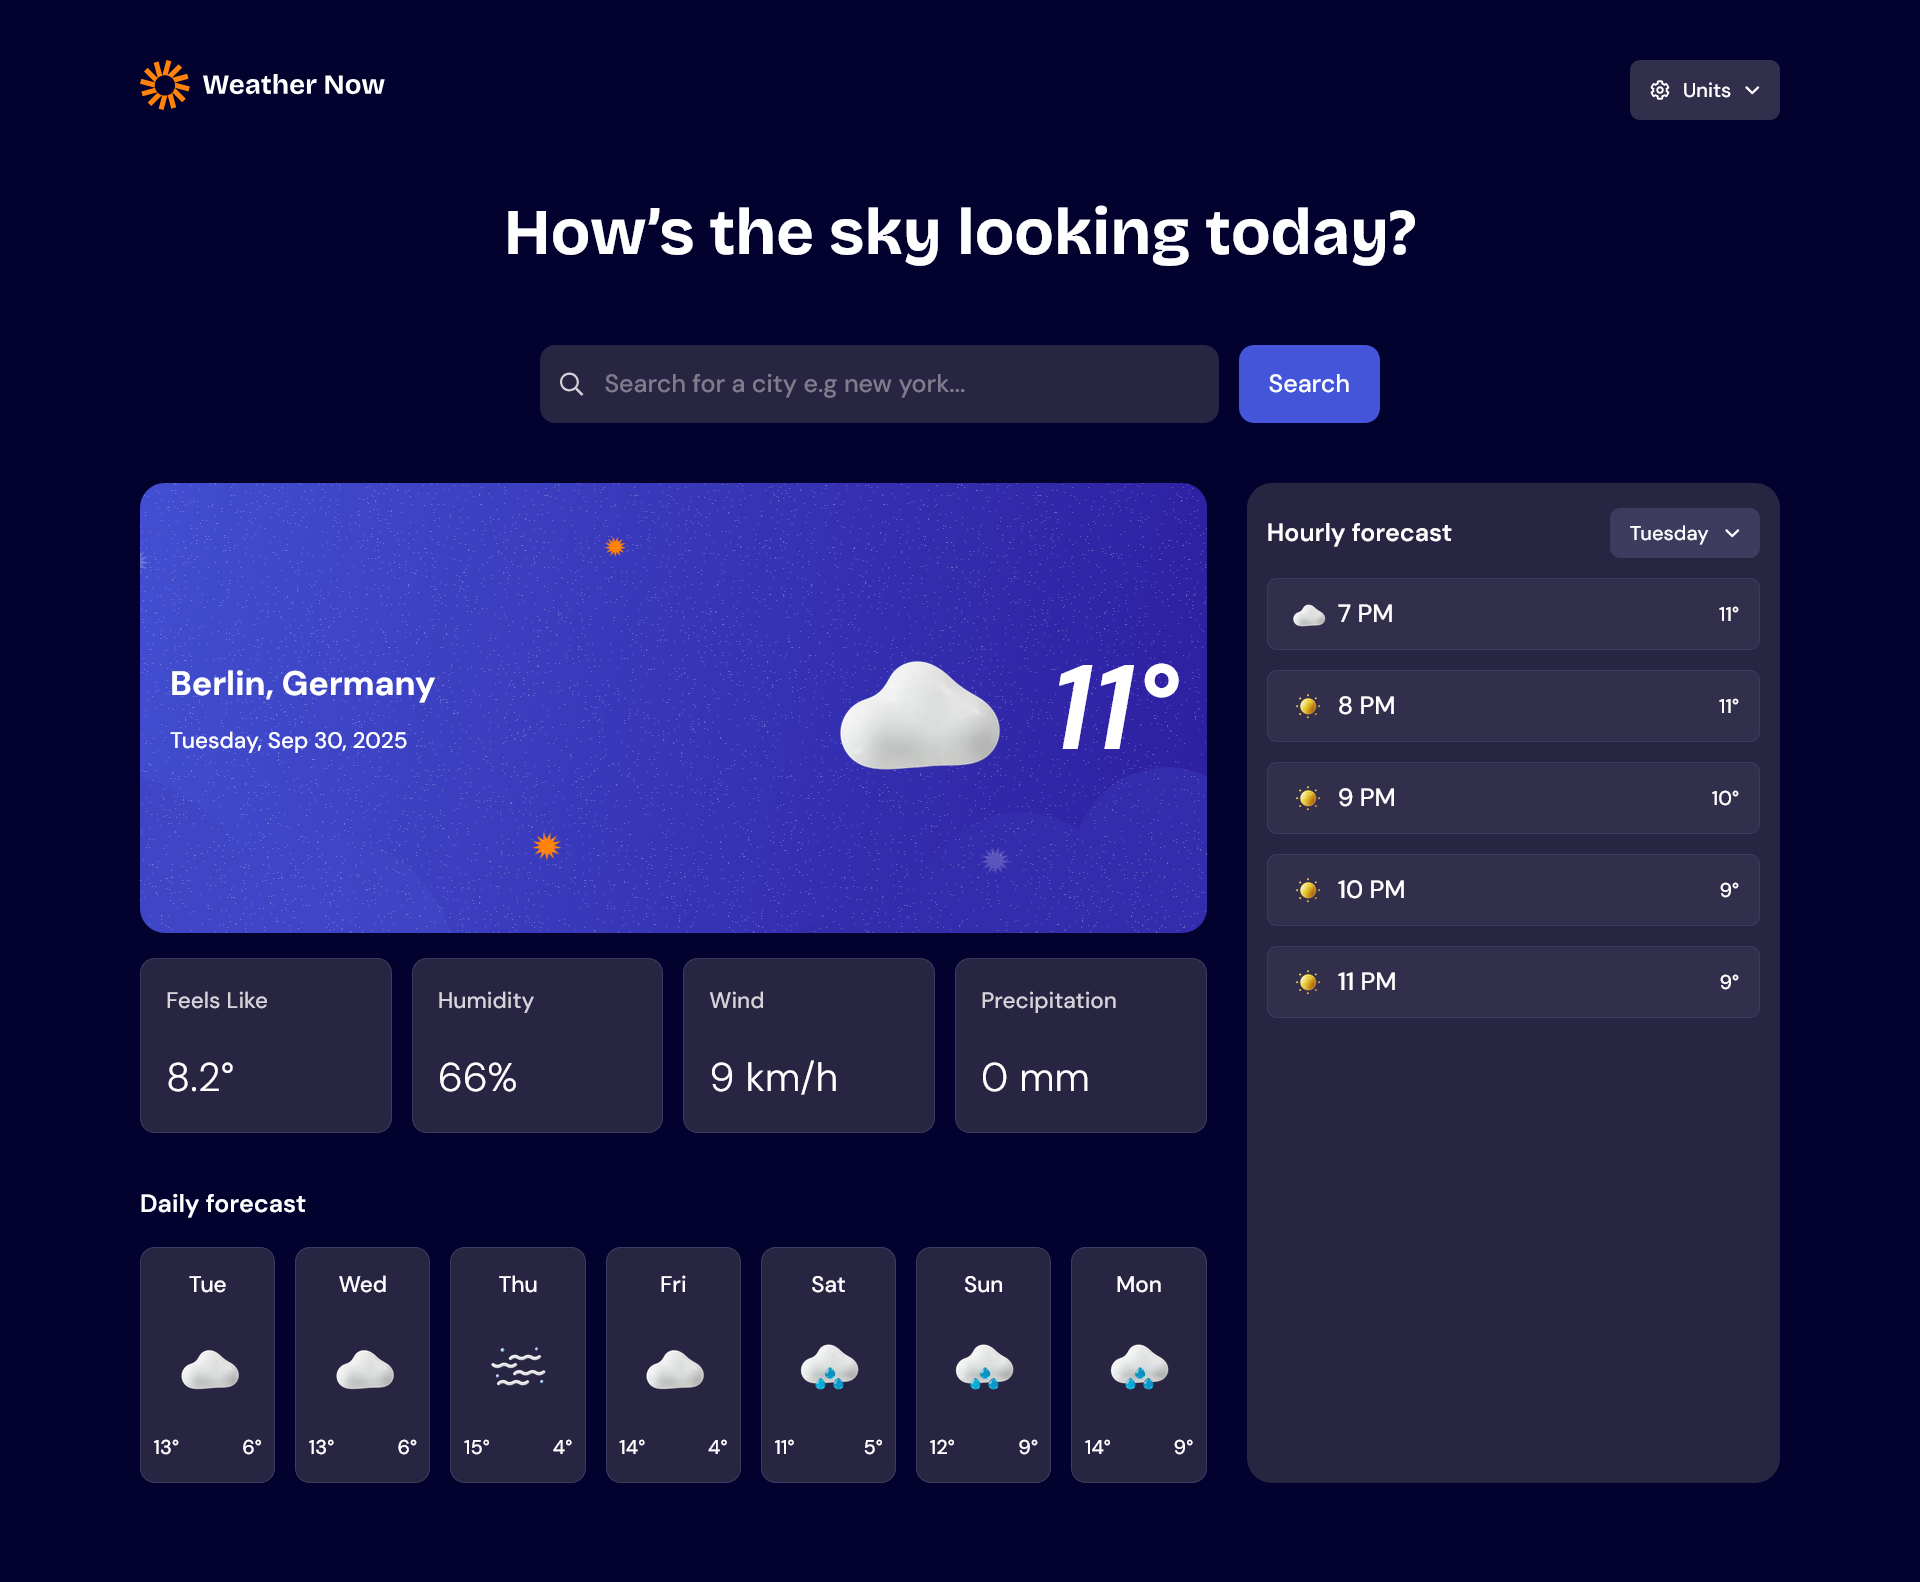 Weather Now
Units
How’s the sky looking today?
Search for a city e.g new york...
Search
Berlin, Germany
Tuesday, Sep 30, 2025
11°
Feels Like
8.2°
Humidity
66%
Wind
9 km/h
Precipitation
0 mm
Daily forecast
Tue
13° 6°
Wed
13° 6°
Thu
15° 4°
Fri
14° 4°
Sat
11° 5°
Sun
12° 9°
Mon
14° 9°
Hourly forecast
Tuesday
7 PM 11°
8 PM 11°
9 PM 10°
10 PM 9°
11 PM 9°